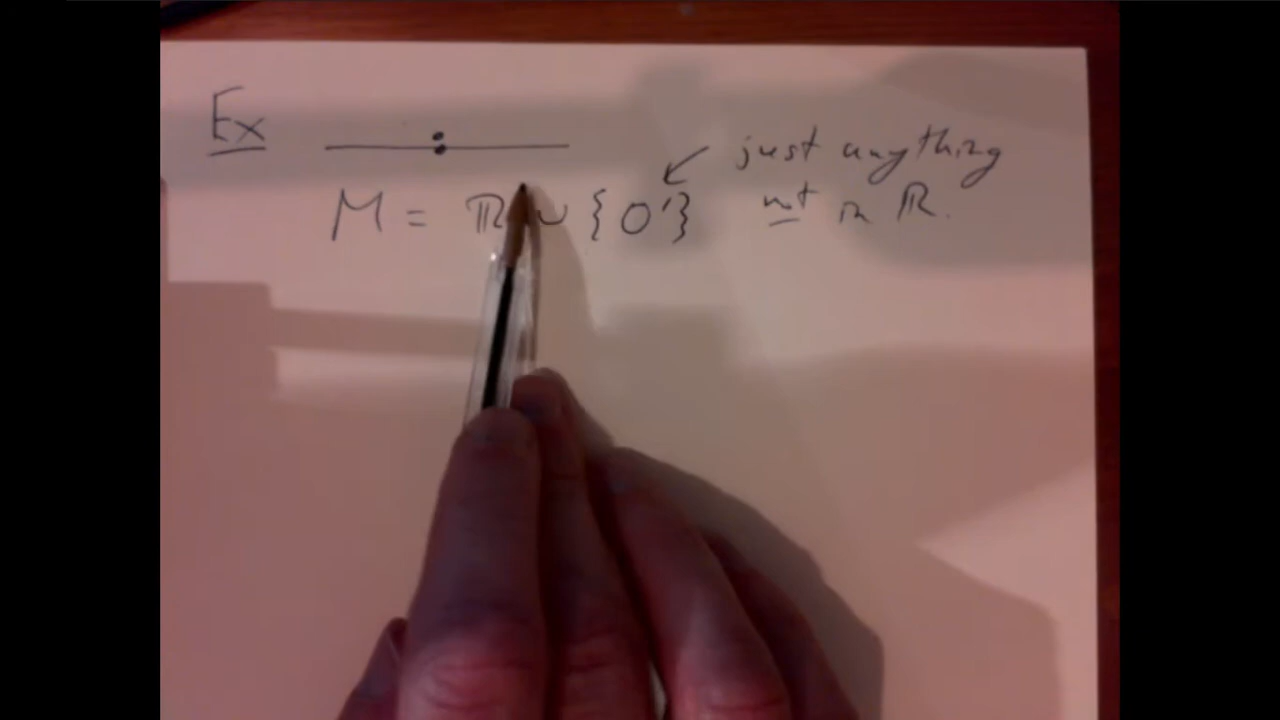 Ex
just anything
M = ℝ ∪ {0'} not in ℝ.